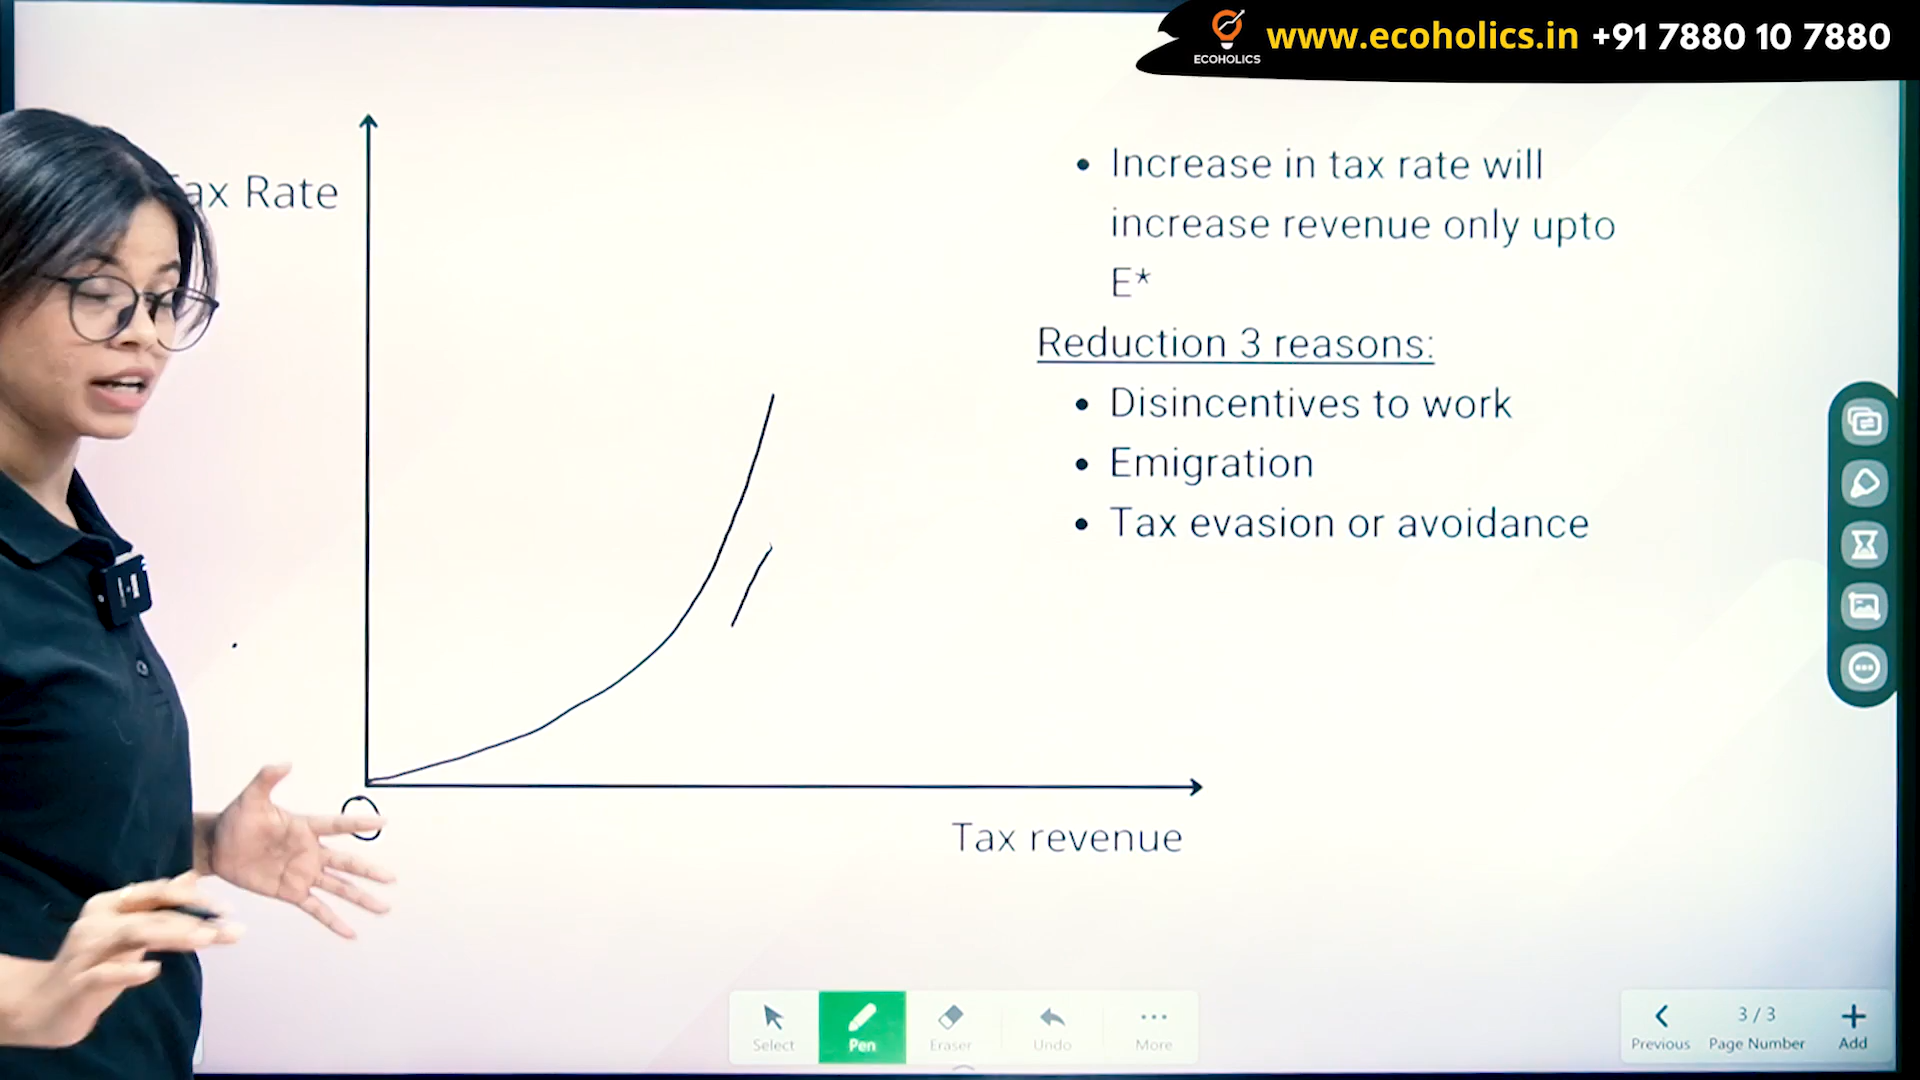 www.ecoholics.in +91 7880 10 7880
ECOHOLICS
Tax Rate
• Increase in tax rate will
increase revenue only upto
E*
Reduction 3 reasons:
• Disincentives to work
• Emigration
• Tax evasion or avoidance
O
Tax revenue
Select
Pen
Eraser
Undo
More
Previous
3 / 3
Page Number
Add